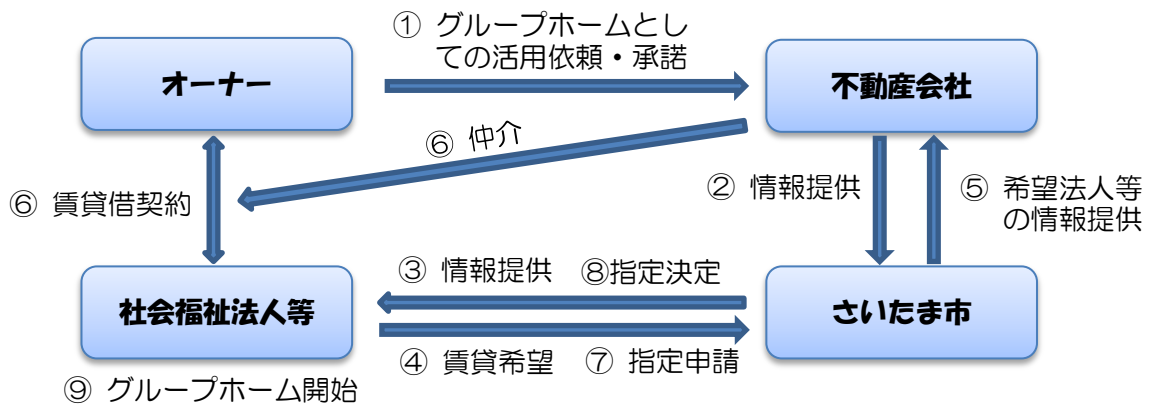 ① グループホームとし
ての活用依頼・承諾
オーナー
不動産会社
⑥ 仲介
⑥ 賃貸借契約
② 情報提供
⑤ 希望法人等
の情報提供
③ 情報提供 ⑧指定決定
社会福祉法人等
さいたま市
④ 賃貸希望 ⑦ 指定申請
⑨ グループホーム開始